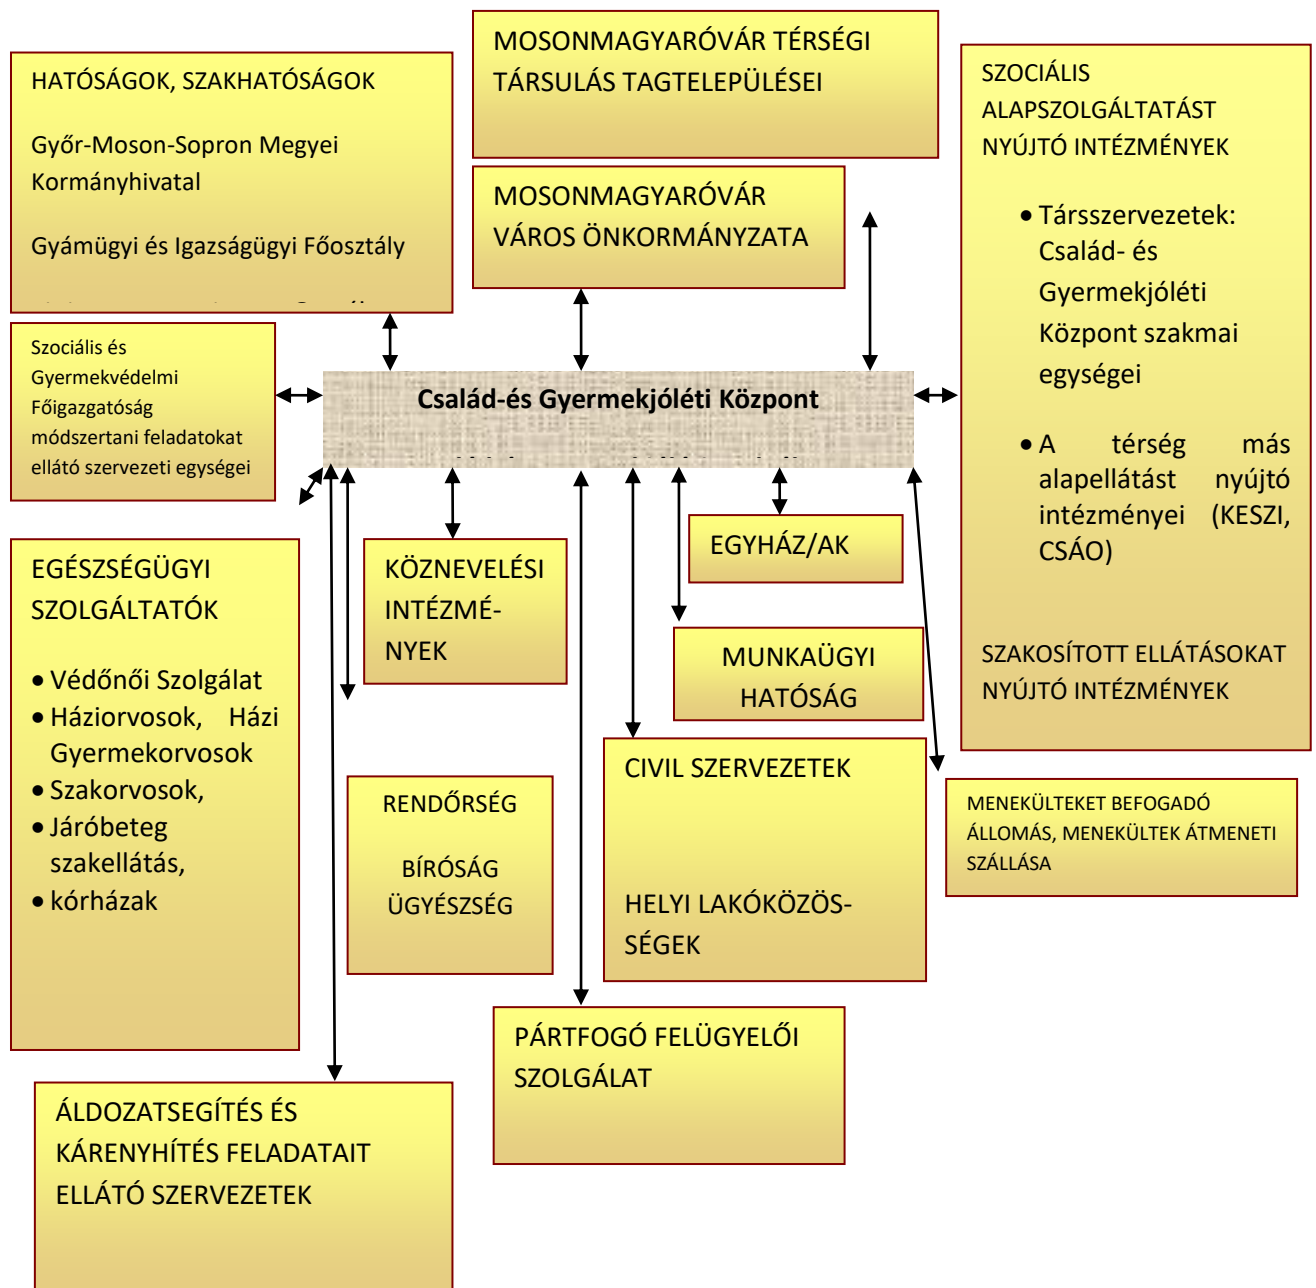 HATÓSÁGOK, SZAKHATÓSÁGOK
Győr-Moson-Sopron Megyei
Kormányhivatal
Gyámügyi és Igazságügyi Főosztály
MOSONMAGYARÓVÁR TÉRSÉGI
TÁRSULÁS TAGTELEPÜLÉSEI
MOSONMAGYARÓVÁR
VÁROS ÖNKORMÁNYZATA
SZOCIÁLIS
ALAPSZOLGÁLTATÁST
NYÚJTÓ INTÉZMÉNYEK
• Társszervezetek:
Család- és
Gyermekjóléti
Központ szakmai
egységei
• A térség más
alapellátást nyújtó
intézményei (KESZI,
CSÁO)
SZAKOSÍTOTT ELLÁTÁSOKAT
NYÚJTÓ INTÉZMÉNYEK
Szociális és
Gyermekvédelmi
Főigazgatóság
módszertani feladatokat
ellátó szervezeti egységei
Család-és Gyermekjóléti Központ
EGÉSZSÉGÜGYI
SZOLGÁLTATÓK
• Védőnői Szolgálat
• Háziorvosok, Házi
Gyermekorvosok
• Szakorvosok,
• Járóbeteg
szakellátás,
• kórházak
KÖZNEVELÉSI
INTÉZMÉ-
NYEK
EGYHÁZ/AK
MUNKAÜGYI
HATÓSÁG
RENDŐRSÉG
BÍRÓSÁG
ÜGYÉSZSÉG
CIVIL SZERVEZETEK
HELYI LAKÓKÖZÖS-
SÉGEK
MENEKÜLTEKET BEFOGADÓ
ÁLLOMÁS, MENEKÜLTEK ÁTMENETI
SZÁLLÁSA
PÁRTFOGÓ FELÜGYELŐI
SZOLGÁLAT
ÁLDOZATSEGÍTÉS ÉS
KÁRENYHÍTÉS FELADATAIT
ELLÁTÓ SZERVEZETEK